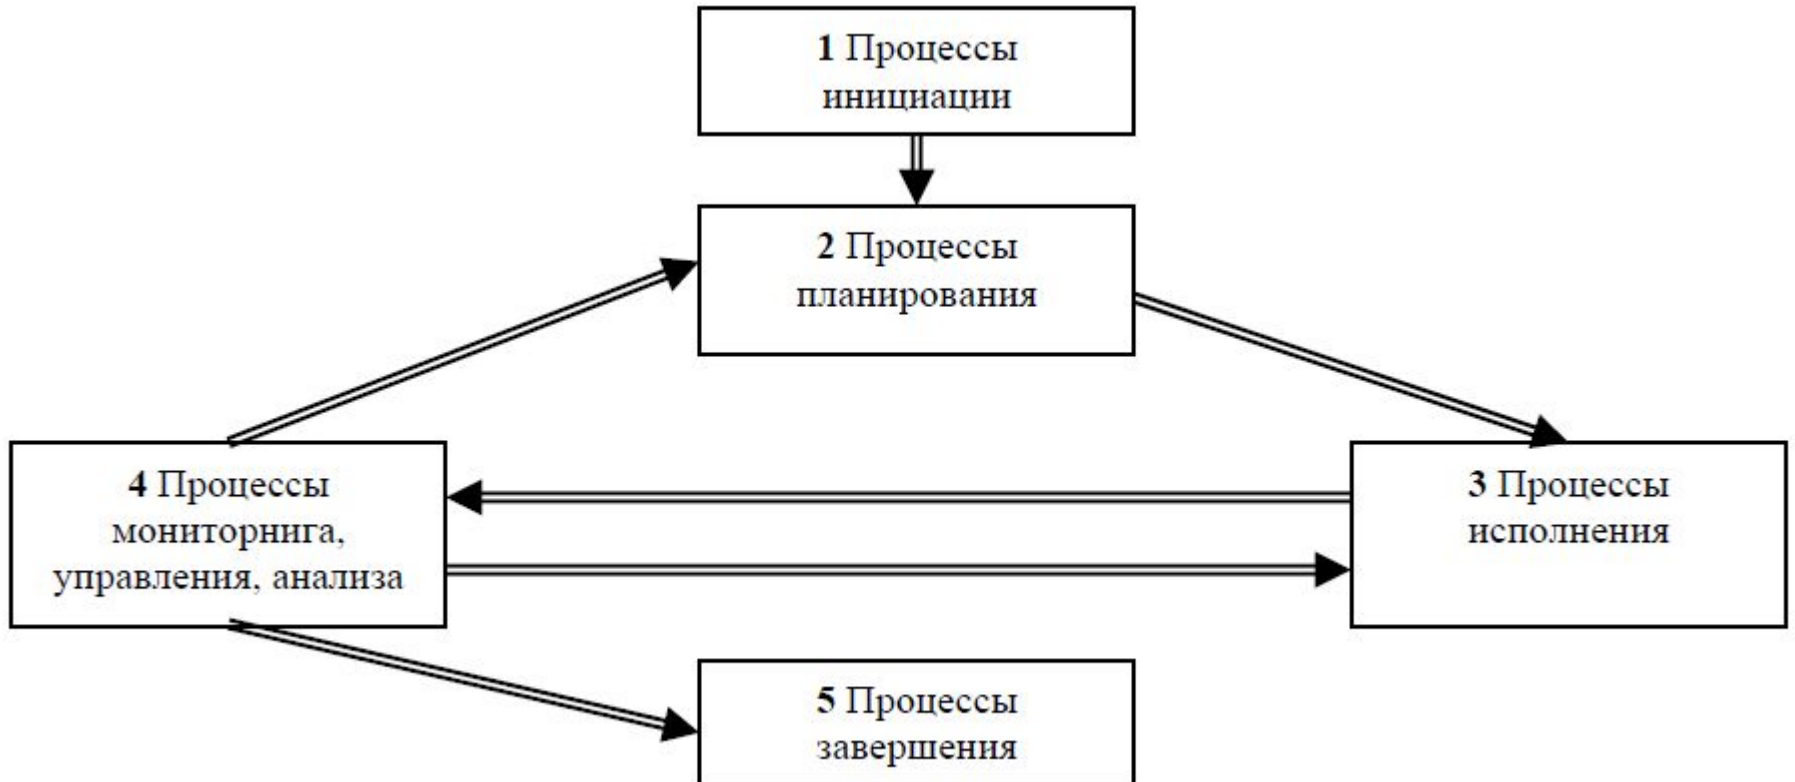 1 Процессы
инициации
2 Процессы
планирования
4 Процессы
мониторнига,
управления, анализа
3 Процессы
исполнения
5 Процессы
завершения